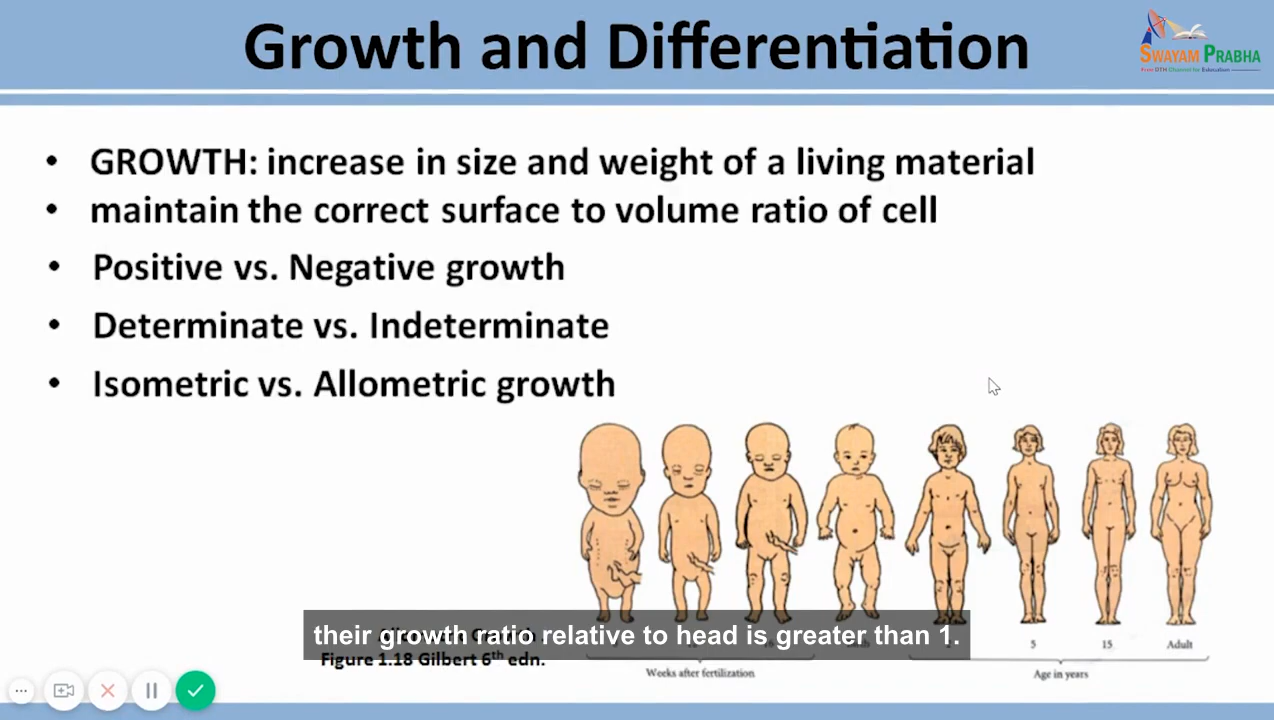 Growth and Differentiation
SWAYAM PRABHA
Free DTH Channel for Education
• GROWTH: increase in size and weight of a living material
• maintain the correct surface to volume ratio of cell
• Positive vs. Negative growth
• Determinate vs. Indeterminate
• Isometric vs. Allometric growth
their growth ratio relative to head is greater than 1.
5 15 Adult
Figure 1.18 Gilbert 6th edn.
Weeks after fertilization Age in years